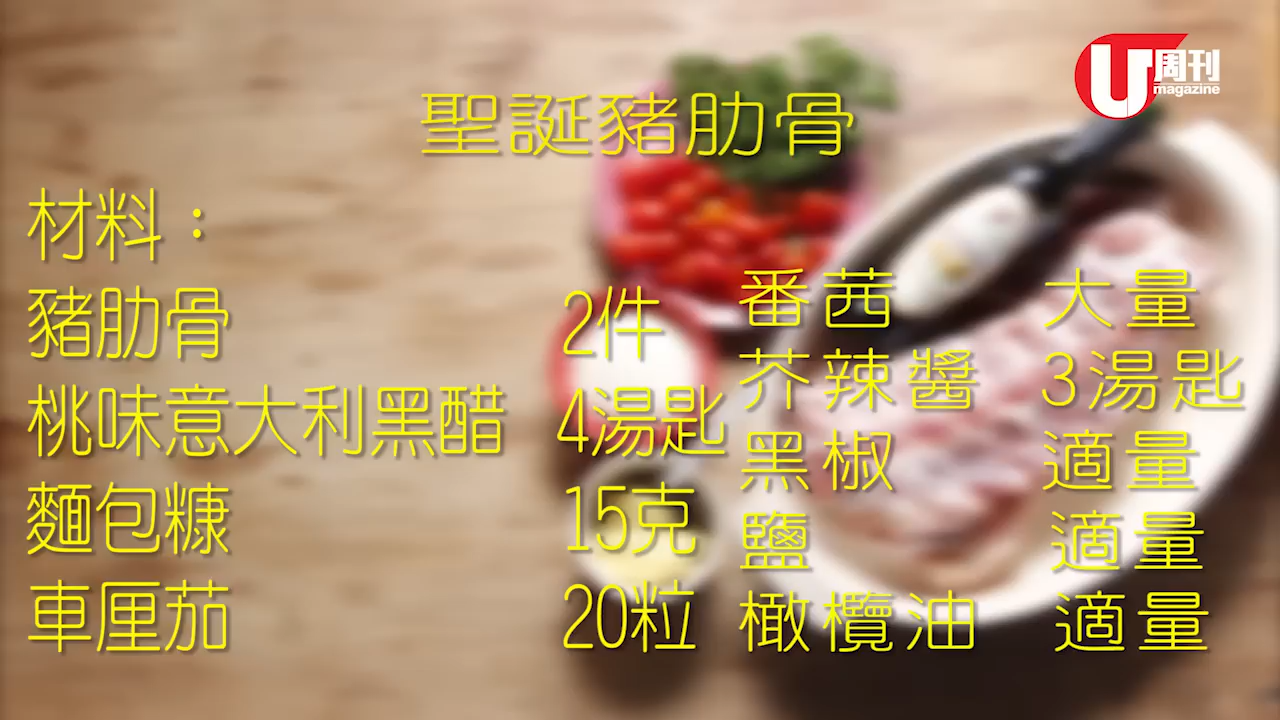 U周刊
magazine
聖誕豬肋骨
材料：
豬肋骨 2件
桃味意大利黑醋 4湯匙
麵包糠 15克
車厘茄 20粒
番茜 大量
芥辣醬 3湯匙
黑椒 適量
鹽 適量
橄欖油 適量